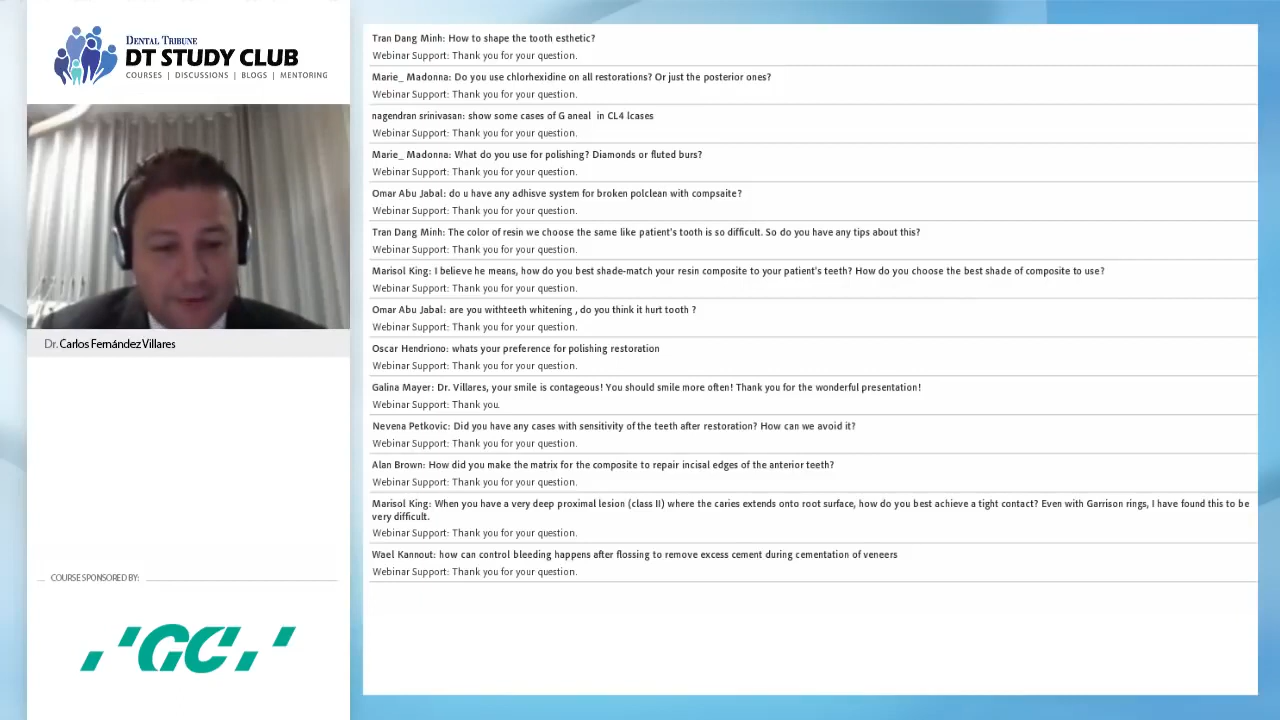 DENTAL TRIBUNE
DT STUDY CLUB
COURSES | DISCUSSIONS | BLOGS | MENTORING
Dr. Carlos Fernández Villares
COURSE SPONSORED BY:
GC
Tran Dang Minh: How to shape the tooth esthetic?
Webinar Support: Thank you for your question.
Marie_ Madonna: Do you use chlorhexidine on all restorations? Or just the posterior ones?
Webinar Support: Thank you for your question.
nagendran srinivasan: show some cases of G aneal  in CL4 lcases
Webinar Support: Thank you for your question.
Marie_ Madonna: What do you use for polishing? Diamonds or fluted burs?
Webinar Support: Thank you for your question.
Omar Abu Jabal: do u have any adhisve system for broken polclean with compsaite?
Webinar Support: Thank you for your question.
Tran Dang Minh: The color of resin we choose the same like patient's tooth is so difficult. So do you have any tips about this?
Webinar Support: Thank you for your question.
Marisol King: I believe he means, how do you best shade-match your resin composite to your patient's teeth? How do you choose the best shade of composite to use?
Webinar Support: Thank you for your question.
Omar Abu Jabal: are you withteeth whitening , do you think it hurt tooth ?
Webinar Support: Thank you for your question.
Oscar Hendriono: whats your preference for polishing restoration
Webinar Support: Thank you for your question.
Galina Mayer: Dr. Villares, your smile is contageous! You should smile more often! Thank you for the wonderful presentation!
Webinar Support: Thank you.
Nevena Petkovic: Did you have any cases with sensitivity of the teeth after restoration? How can we avoid it?
Webinar Support: Thank you for your question.
Alan Brown: How did you make the matrix for the composite to repair incisal edges of the anterior teeth?
Webinar Support: Thank you for your question.
Marisol King: When you have a very deep proximal lesion (class II) where the caries extends onto root surface, how do you best achieve a tight contact? Even with Garrison rings, I have found this to be
very difficult.
Webinar Support: Thank you for your question.
Wael Kannout: how can control bleeding happens after flossing to remove excess cement during cementation of veneers
Webinar Support: Thank you for your question.